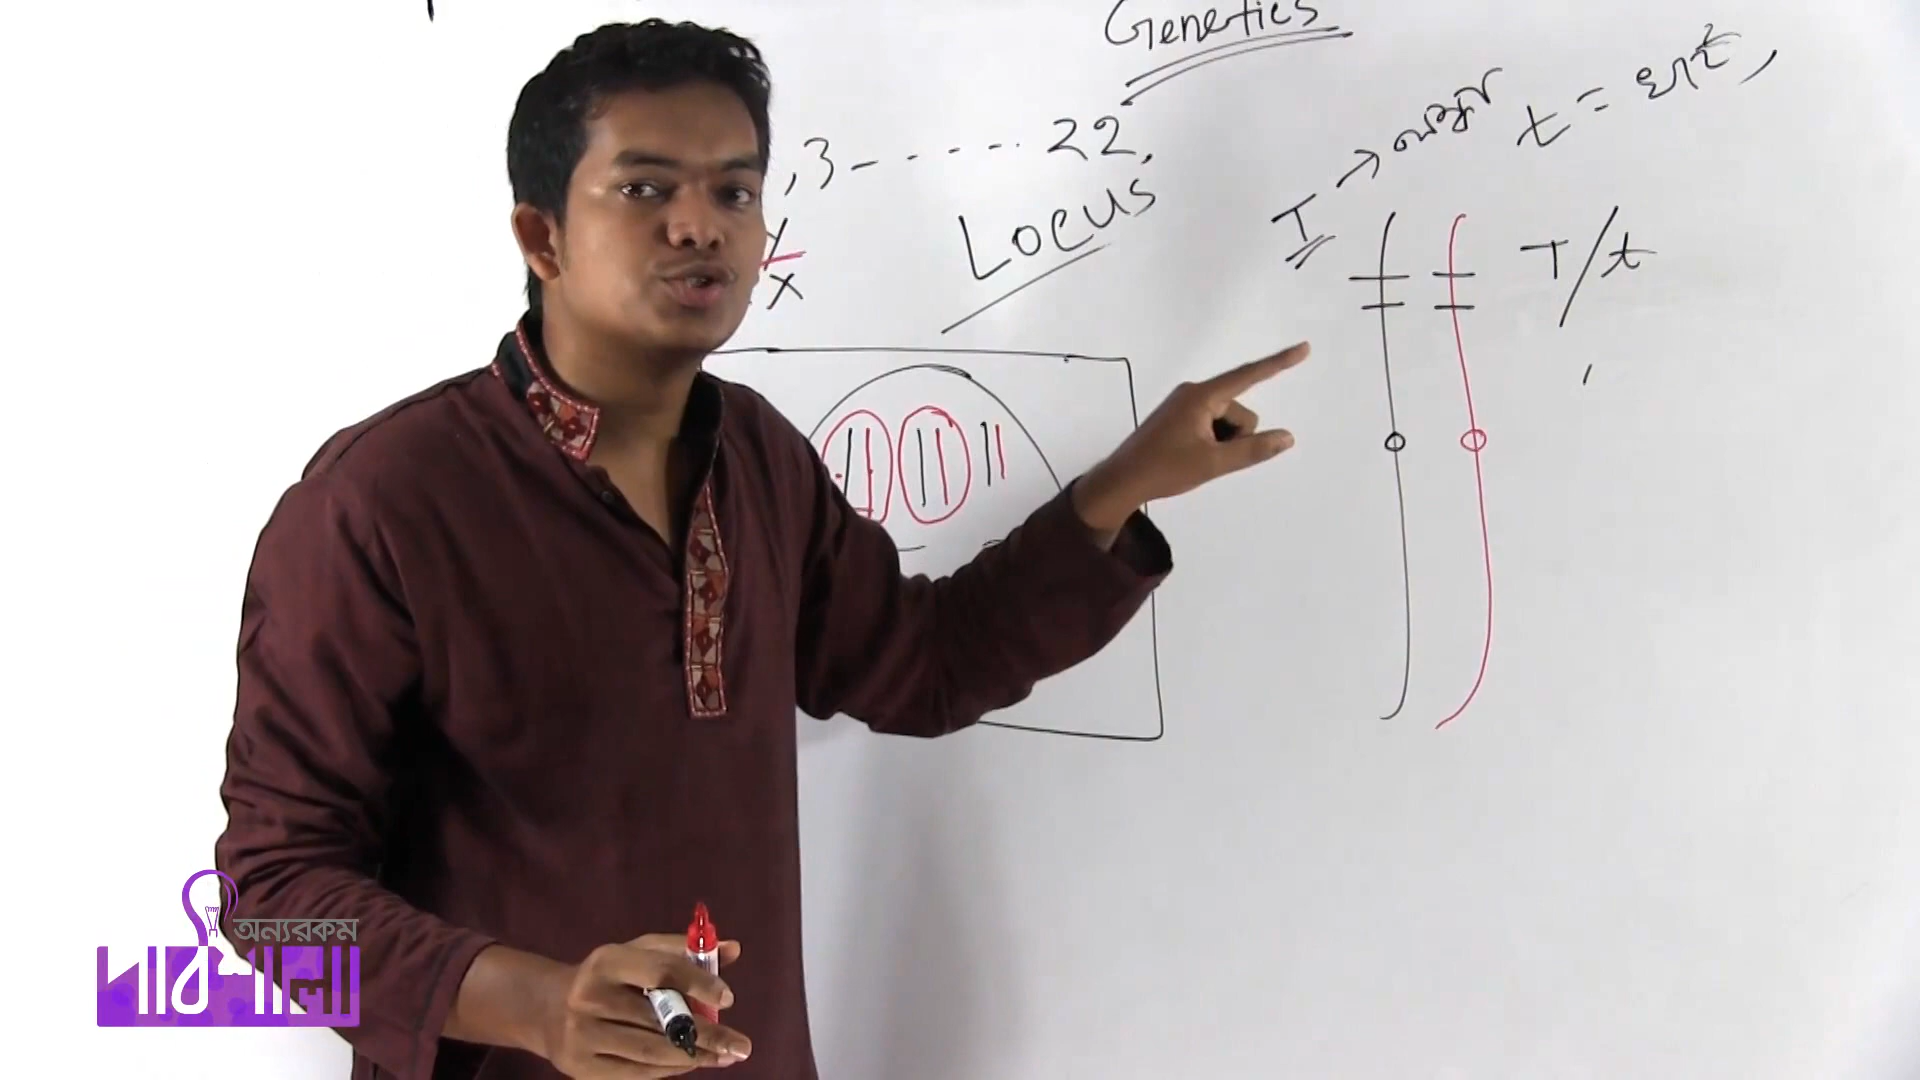 Genetics
, 3 - - - - - - 22,
Y
X
Locus
T → লম্বা
t = খাট,
T/t
অন্যরকম
পাঠশালা